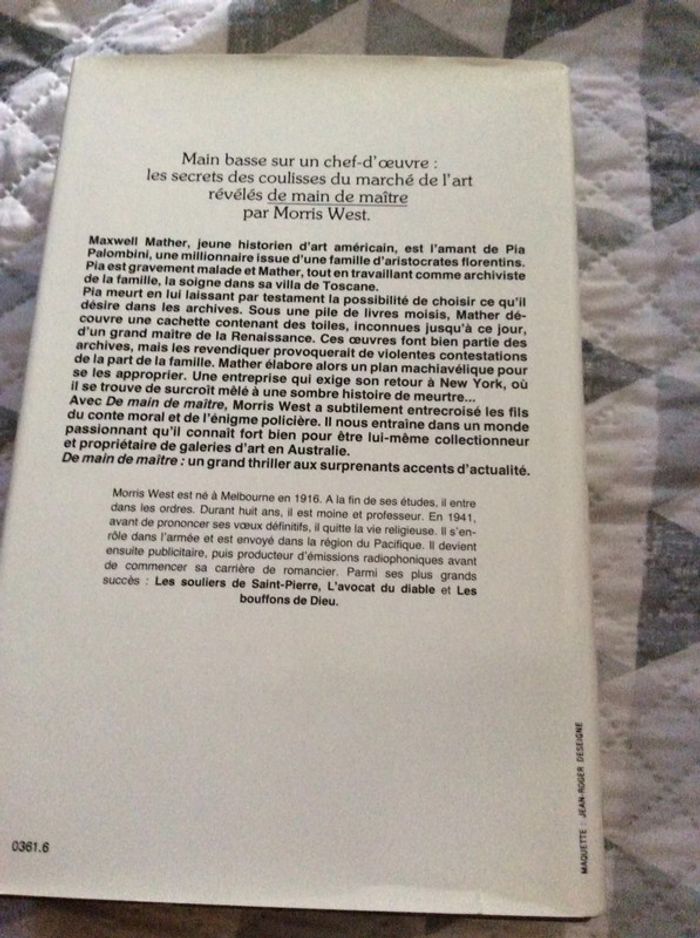 Main basse sur un chef-d'œuvre :
les secrets des coulisses du marché de l'art
révélés de main de maître
par Morris West.
Maxwell Mather, jeune historien d'art américain, est l'amant de Pia
Palombini, une millionnaire issue d'une famille d'aristocrates florentins.
Pia est gravement malade et Mather, tout en travaillant comme archiviste
de la famille, la soigne dans sa villa de Toscane.
Pia meurt en lui laissant par testament la possibilité de choisir ce qu'il
désire dans les archives. Sous une pile de livres moisis, Mather dé-
couvre une cachette contenant des toiles, inconnues jusqu'à ce jour,
d'un grand maître de la Renaissance. Ces œuvres font bien partie des
archives, mais les revendiquer provoquerait de violentes contestations
de la part de la famille. Mather élabore alors un plan machiavélique pour
se les approprier. Une entreprise qui exige son retour à New York, où
il se trouve de surcroît mêlé à une sombre histoire de meurtre...
Avec De main de maître, Morris West a subtilement entrecroisé les fils
du conte moral et de l'énigme policière. Il nous entraîne dans un monde
passionnant qu'il connaît fort bien pour être lui-même collectionneur
et propriétaire de galeries d'art en Australie.
De main de maître : un grand thriller aux surprenants accents d'actualité.
Morris West est né à Melbourne en 1916. A la fin de ses études, il entre
dans les ordres. Durant huit ans, il est moine et professeur. En 1941,
avant de prononcer ses vœux définitifs, il quitte la vie religieuse. Il s'en-
rôle dans l'armée et est envoyé dans la région du Pacifique. Il devient
ensuite publicitaire, puis producteur d'émissions radiophoniques avant
de commencer sa carrière de romancier. Parmi ses plus grands
succès : Les souliers de Saint-Pierre, L'avocat du diable et Les
bouffons de Dieu.
MAQUETTE : JEAN-ROGER DESEIGNE
0361.6